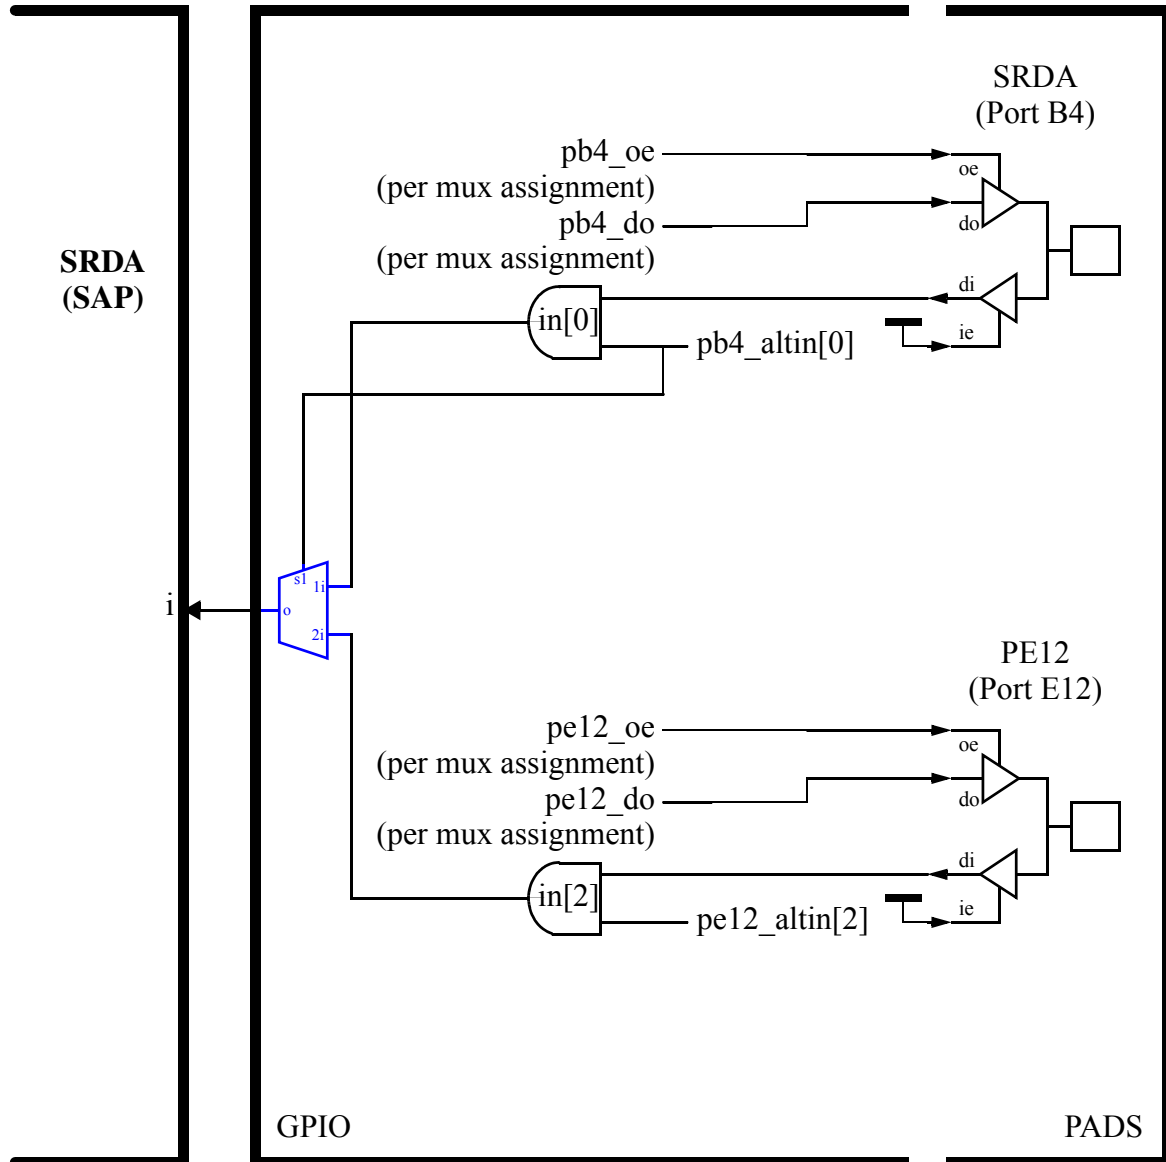 SRDA
(Port B4)
pb4_oe
oe
(per mux assignment)
pb4_do
do
(per mux assignment)
SRDA
(SAP)
di
in[0]
ie
pb4_altin[0]
s1
1i
i
o
2i
PE12
(Port E12)
pe12_oe
oe
(per mux assignment)
pe12_do
do
(per mux assignment)
di
in[2]
ie
pe12_altin[2]
GPIO
PADS